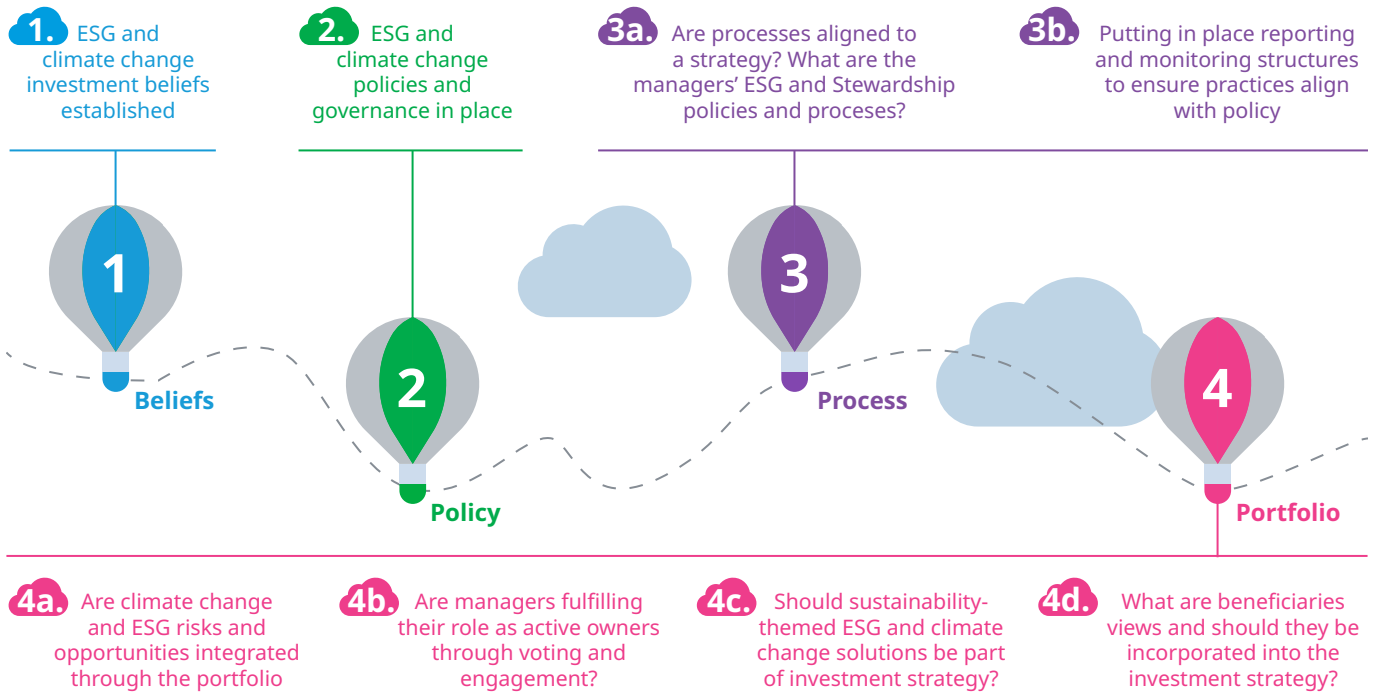 1. ESG and
climate change
investment beliefs
established
2. ESG and
climate change
policies and
governance in place
3a. Are processes aligned to
a strategy? What are the
managers’ ESG and Stewardship
policies and proceses?
3b. Putting in place reporting
and monitoring structures
to ensure practices align
with policy
1
Beliefs
2
Policy
3
Process
4
Portfolio
4a. Are climate change
and ESG risks and
opportunities integrated
through the portfolio
4b. Are managers fulfilling
their role as active owners
through voting and
engagement?
4c. Should sustainability-
themed ESG and climate
change solutions be part
of investment strategy?
4d. What are beneficiaries
views and should they be
incorporated into the
investment strategy?